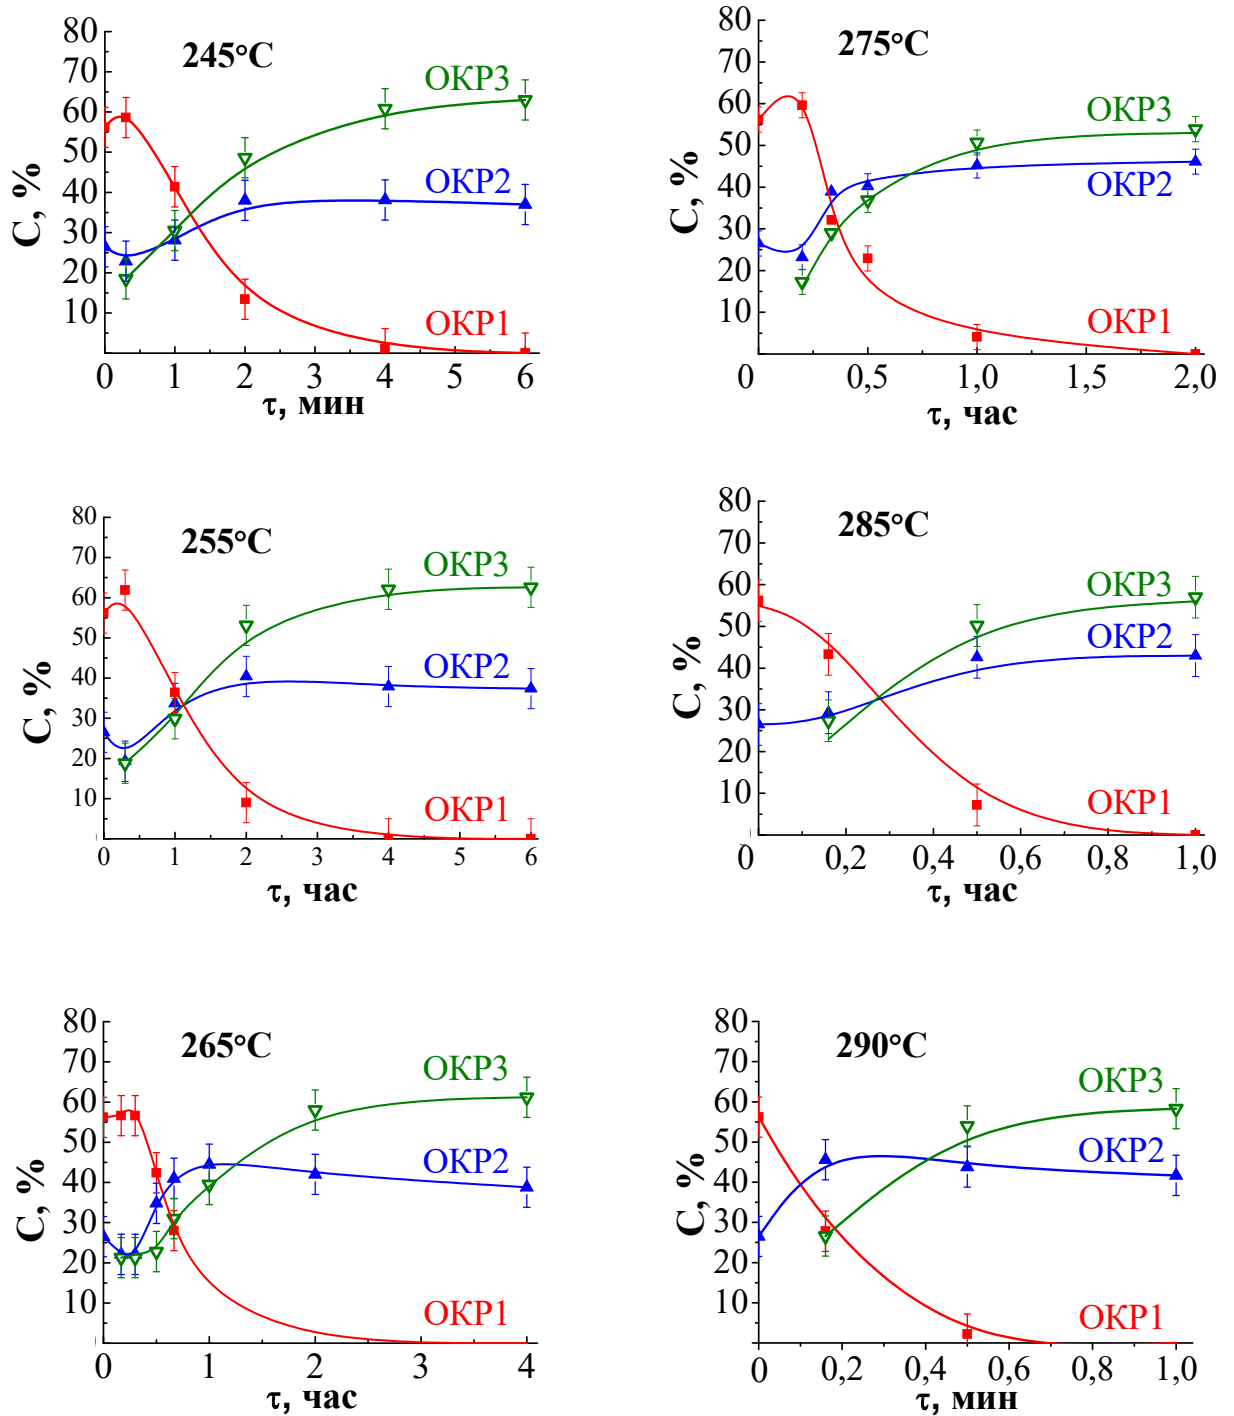 245°C
C, %
80
70
60
50
40
30
20
10
ОКР3
ОКР2
ОКР1
0 1 2 3 4 5 6
τ, мин
275°C
C, %
80
70
60
50
40
30
20
10
ОКР3
ОКР2
ОКР1
0 0,5 1,0 1,5 2,0
τ, час
255°C
C, %
80
70
60
50
40
30
20
10
ОКР3
ОКР2
ОКР1
0 1 2 3 4 5 6
τ, час
285°C
C, %
80
70
60
50
40
30
20
10
ОКР3
ОКР2
ОКР1
0 0,2 0,4 0,6 0,8 1,0
τ, час
265°C
C, %
80
70
60
50
40
30
20
10
ОКР3
ОКР2
ОКР1
0 1 2 3 4
τ, час
290°C
C, %
80
70
60
50
40
30
20
10
ОКР3
ОКР2
ОКР1
0 0,2 0,4 0,6 0,8 1,0
τ, мин